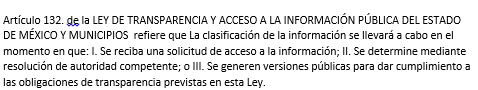 Artículo 132. de la LEY DE TRANSPARENCIA Y ACCESO A LA INFORMACIÓN PÚBLICA DEL ESTADO
DE MÉXICO Y MUNICIPIOS  refiere que La clasificación de la información se llevará a cabo en el
momento en que: I. Se reciba una solicitud de acceso a la información; II. Se determine mediante
resolución de autoridad competente; o III. Se generen versiones públicas para dar cumplimiento a
las obligaciones de transparencia previstas en esta Ley.